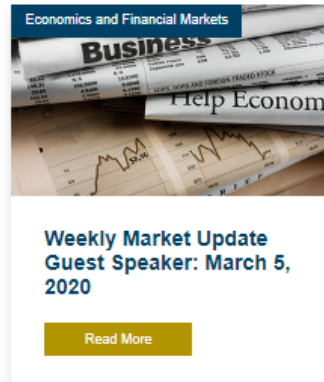 Economics and Financial Markets
Business
Help Econom
Weekly Market Update
Guest Speaker: March 5,
2020
Read More